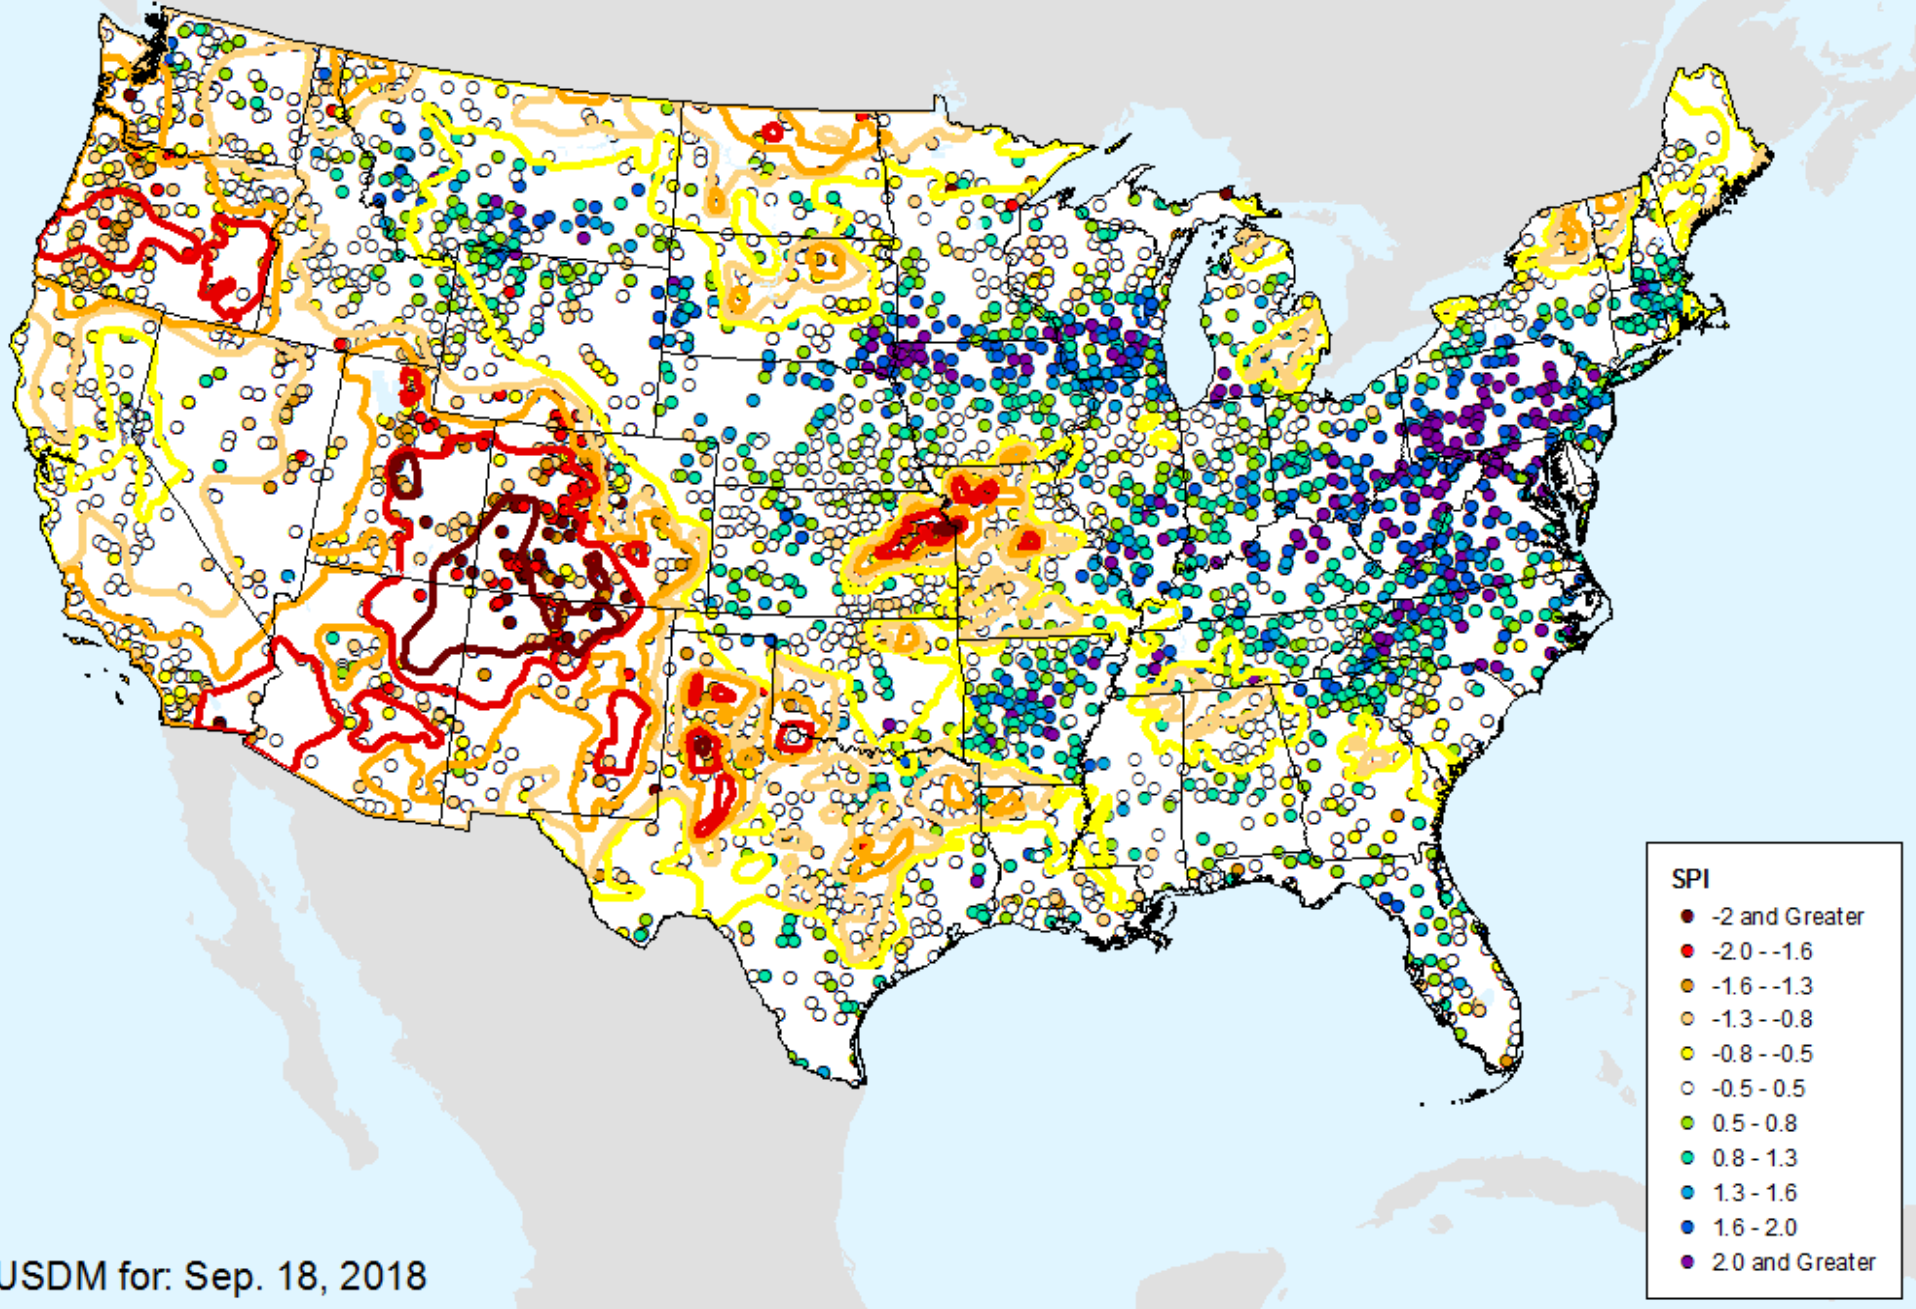 SPI
-2 and Greater
-2.0 - -1.6
-1.6 - -1.3
-1.3 - -0.8
-0.8 - -0.5
-0.5 - 0.5
0.5 - 0.8
0.8 - 1.3
1.3 - 1.6
1.6 - 2.0
2.0 and Greater
USDM for: Sep. 18, 2018